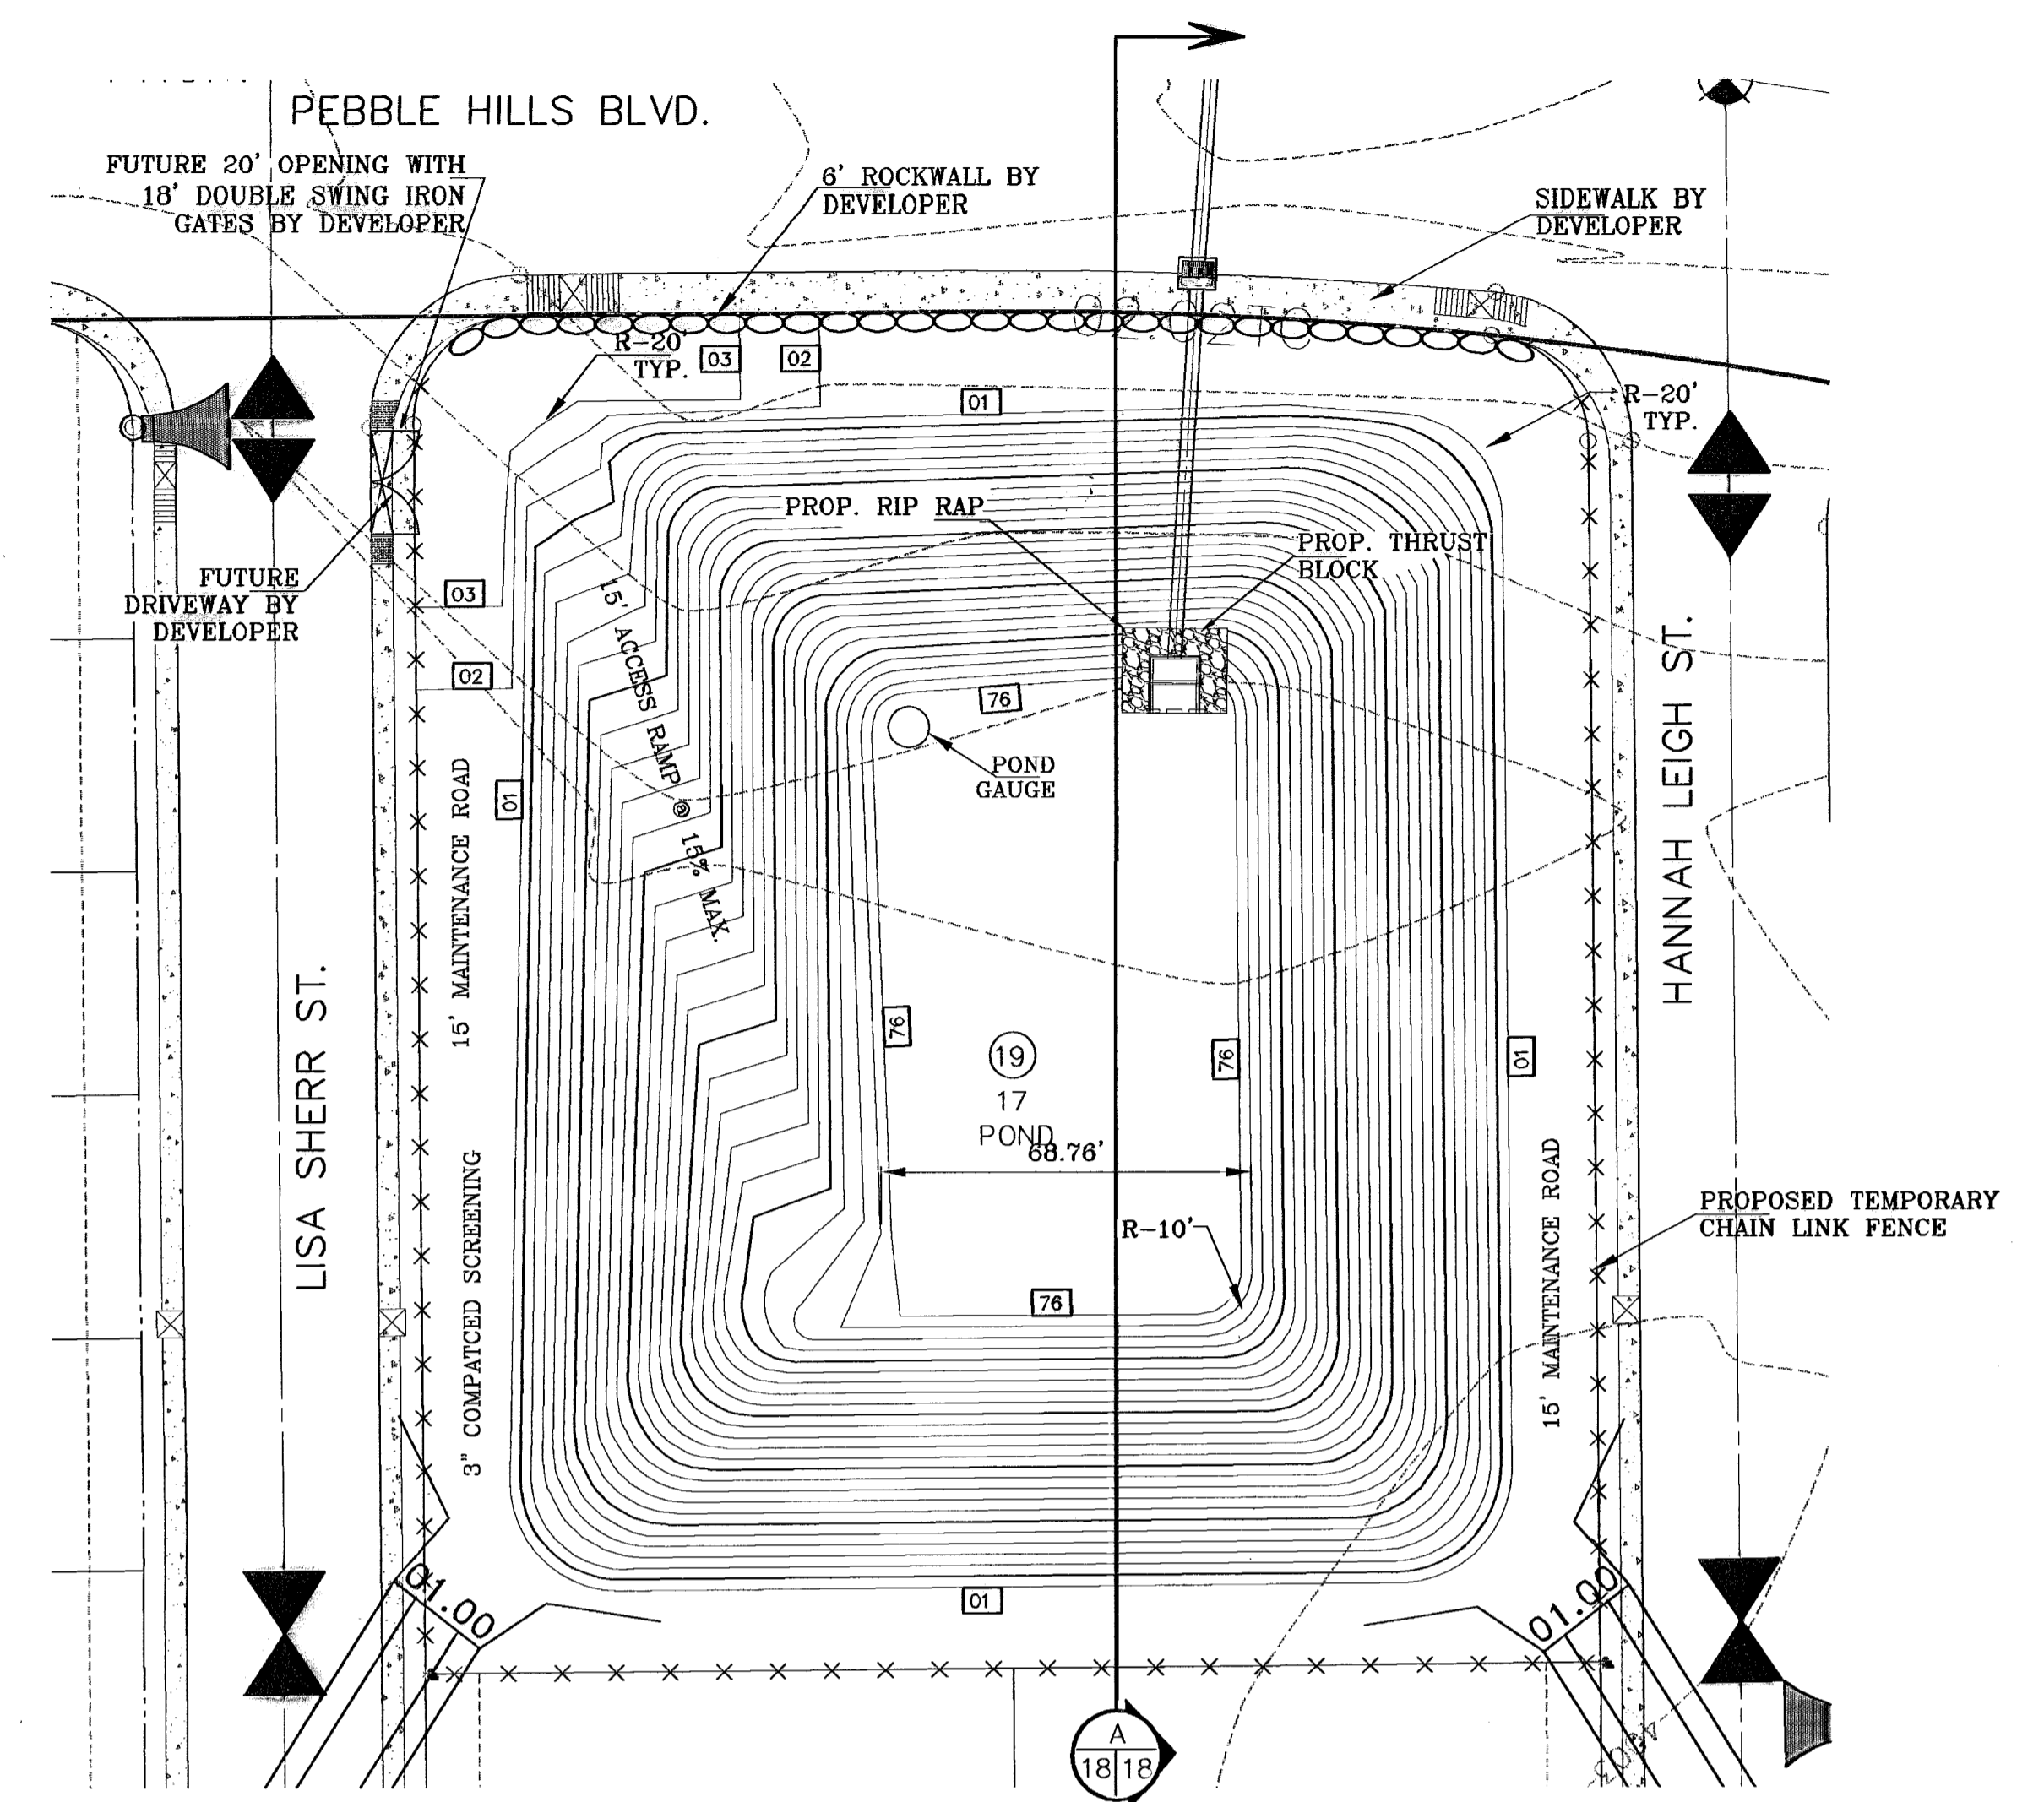 PEBBLE HILLS BLVD.
FUTURE 20' OPENING WITH
18' DOUBLE SWING IRON
GATES BY DEVELOPER
6' ROCKWALL BY
DEVELOPER
SIDEWALK BY
DEVELOPER
R-20'
TYP.
03
02
01
R-20'
TYP.
PROP. RIP RAP
PROP. THRUST
BLOCK
FUTURE
DRIVEWAY BY
DEVELOPER
03
02
15' ACCESS RAMP @ 15% MAX.
76
POND
GAUGE
01
15' MAINTENANCE ROAD
LISA SHERR ST.
3" COMPATCED SCREENING
HANNAH LEIGH ST.
76
19
17
POND
76
01
68.76'
R-10'
76
15' MAINTENANCE ROAD
PROPOSED TEMPORARY
CHAIN LINK FENCE
01.00
01
01.00
A
18 18